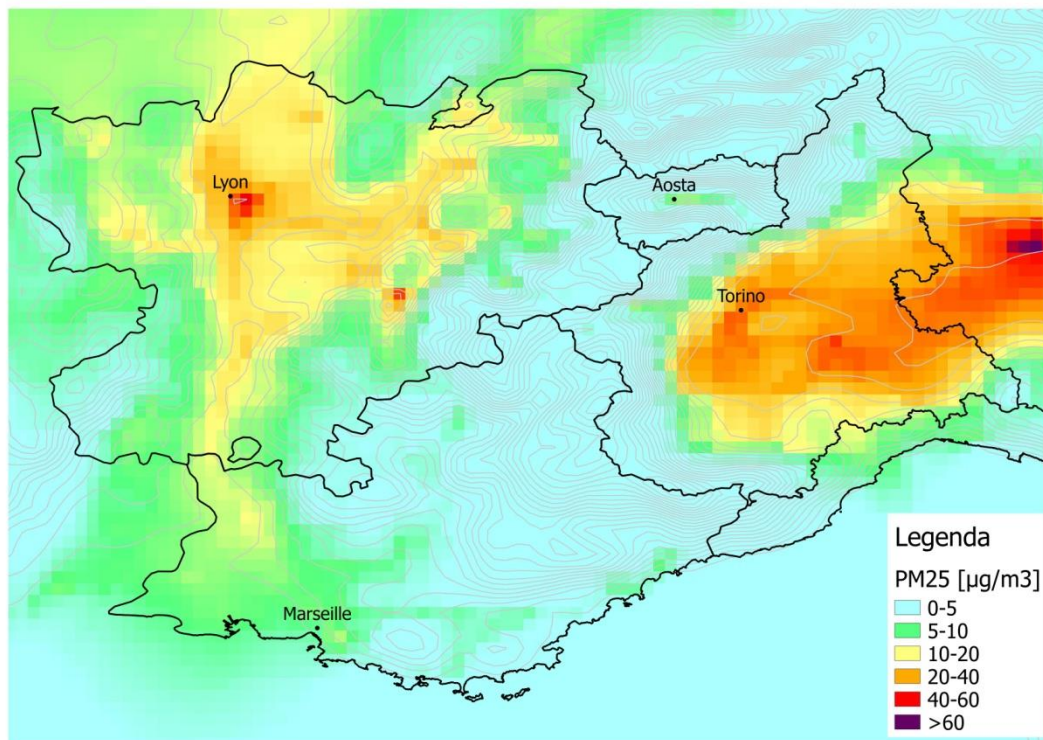 Lyon
Aosta
Torino
Marseille
Legenda
PM25 [µg/m3]
0-5
5-10
10-20
20-40
40-60
>60